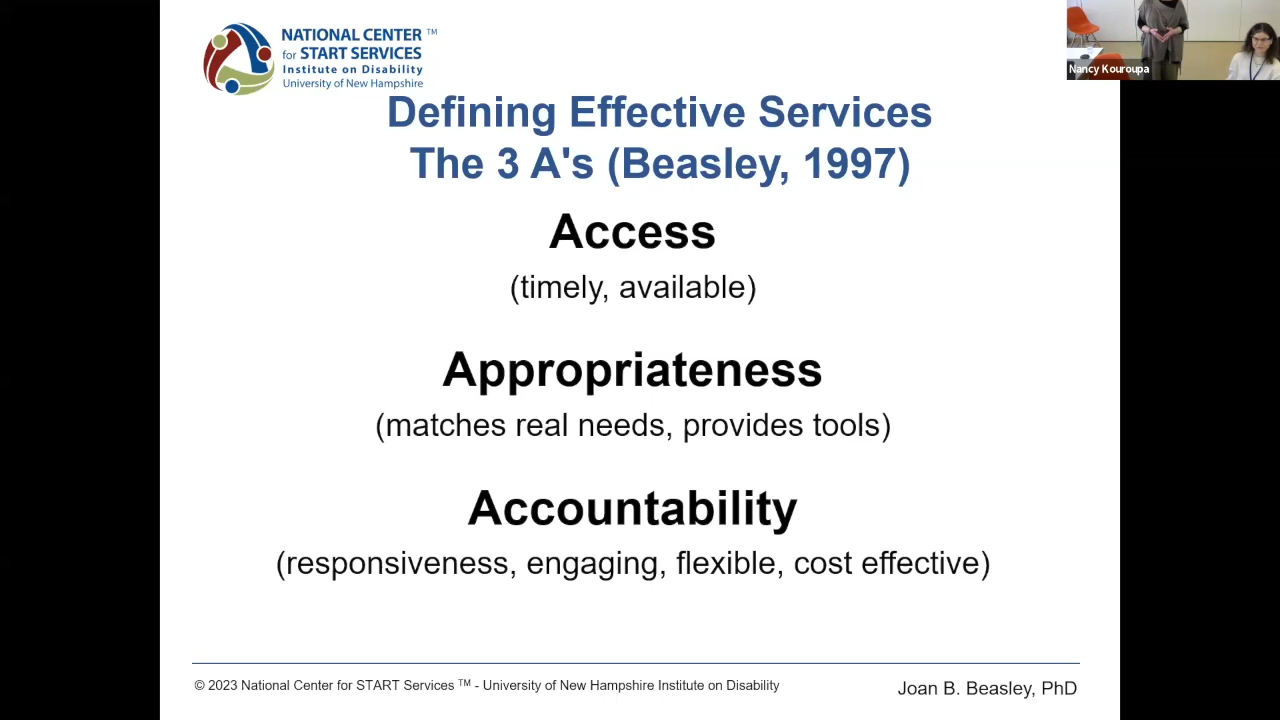 NATIONAL CENTER™
for START SERVICES
Institute on Disability
University of New Hampshire
Nancy Kouroupa
Defining Effective Services
The 3 A's (Beasley, 1997)
Access
(timely, available)
Appropriateness
(matches real needs, provides tools)
Accountability
(responsiveness, engaging, flexible, cost effective)
© 2023 National Center for START Services ™ - University of New Hampshire Institute on Disability
Joan B. Beasley, PhD